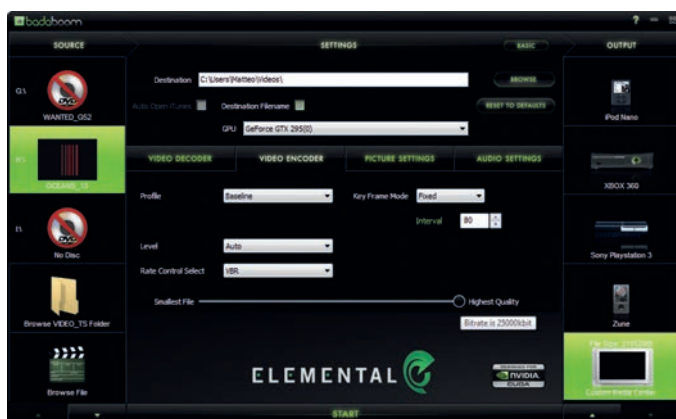 badaboom
? —
SOURCE
SETTINGS
BASIC
OUTPUT
G:\
WANTED_GS2
OCEANS_13
No Disc
Browse VIDEO_TS Folder
Browse File
Destination C:\Users\Matteo\Videos\ BROWSE
Auto Open iTunes Destination Filename RESET TO DEFAULTS
GPU GeForce GTX 295(0)
VIDEO DECODER VIDEO ENCODER PICTURE SETTINGS AUDIO SETTINGS
Profile Baseline Key Frame Mode Fixed
Interval 80
Level Auto
Rate Control Select VBR
Smallest File Highest Quality
Bitrate is 25000kbit
ELEMENTAL
NVIDIA
CUDA
START
iPod Nano
XBOX 360
Sony Playstation 3
Zune
Custom Media Center